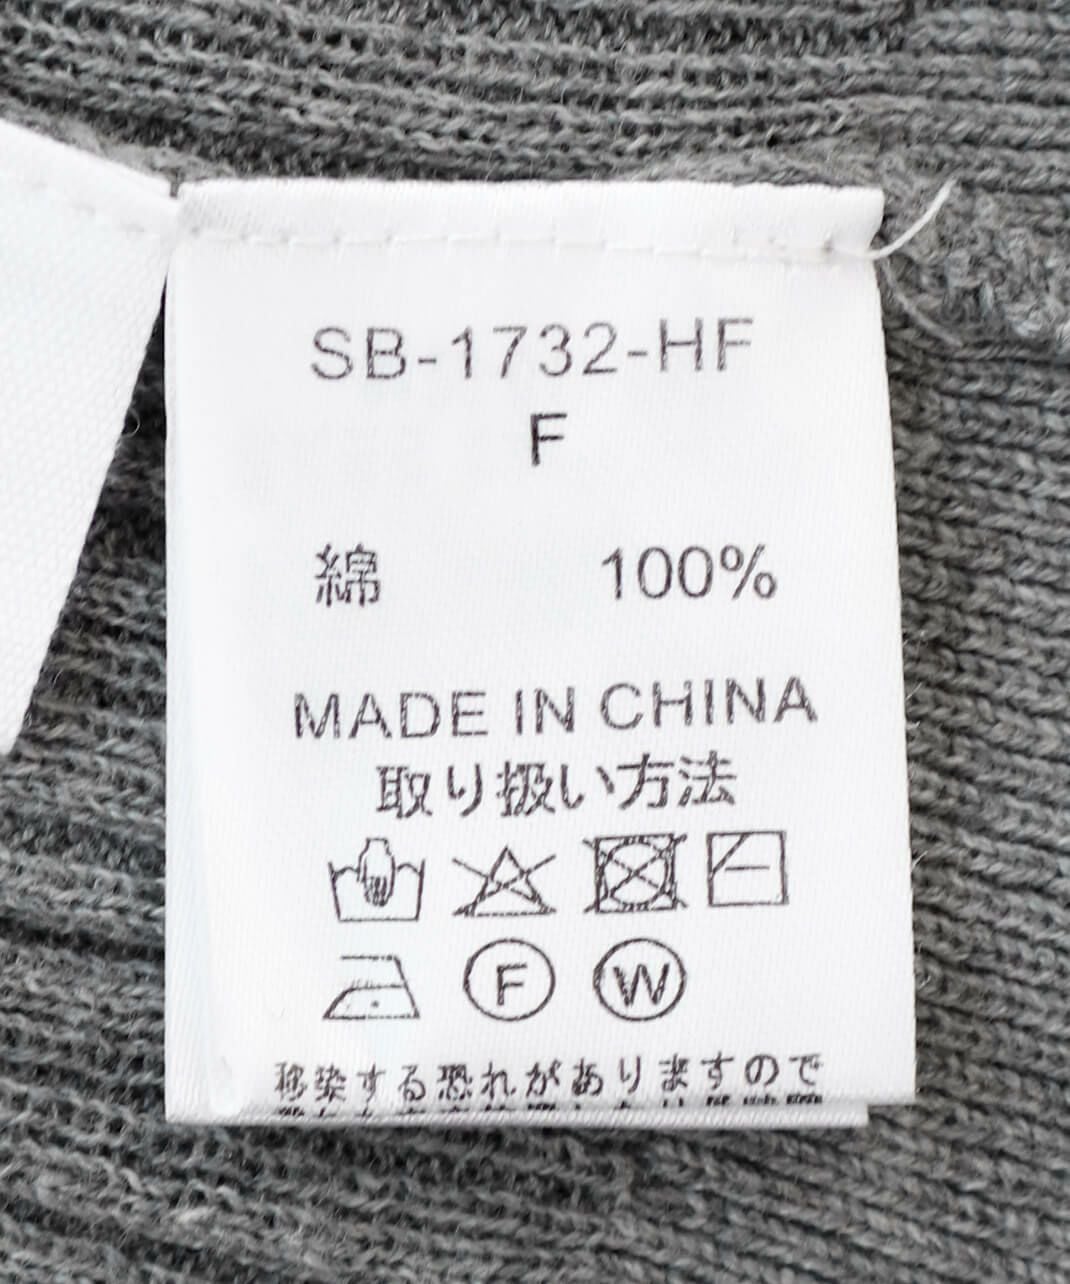 SB-1732-HF
F
綿 100%
MADE IN CHINA
取り扱い方法
F W
移染する恐れがありますので